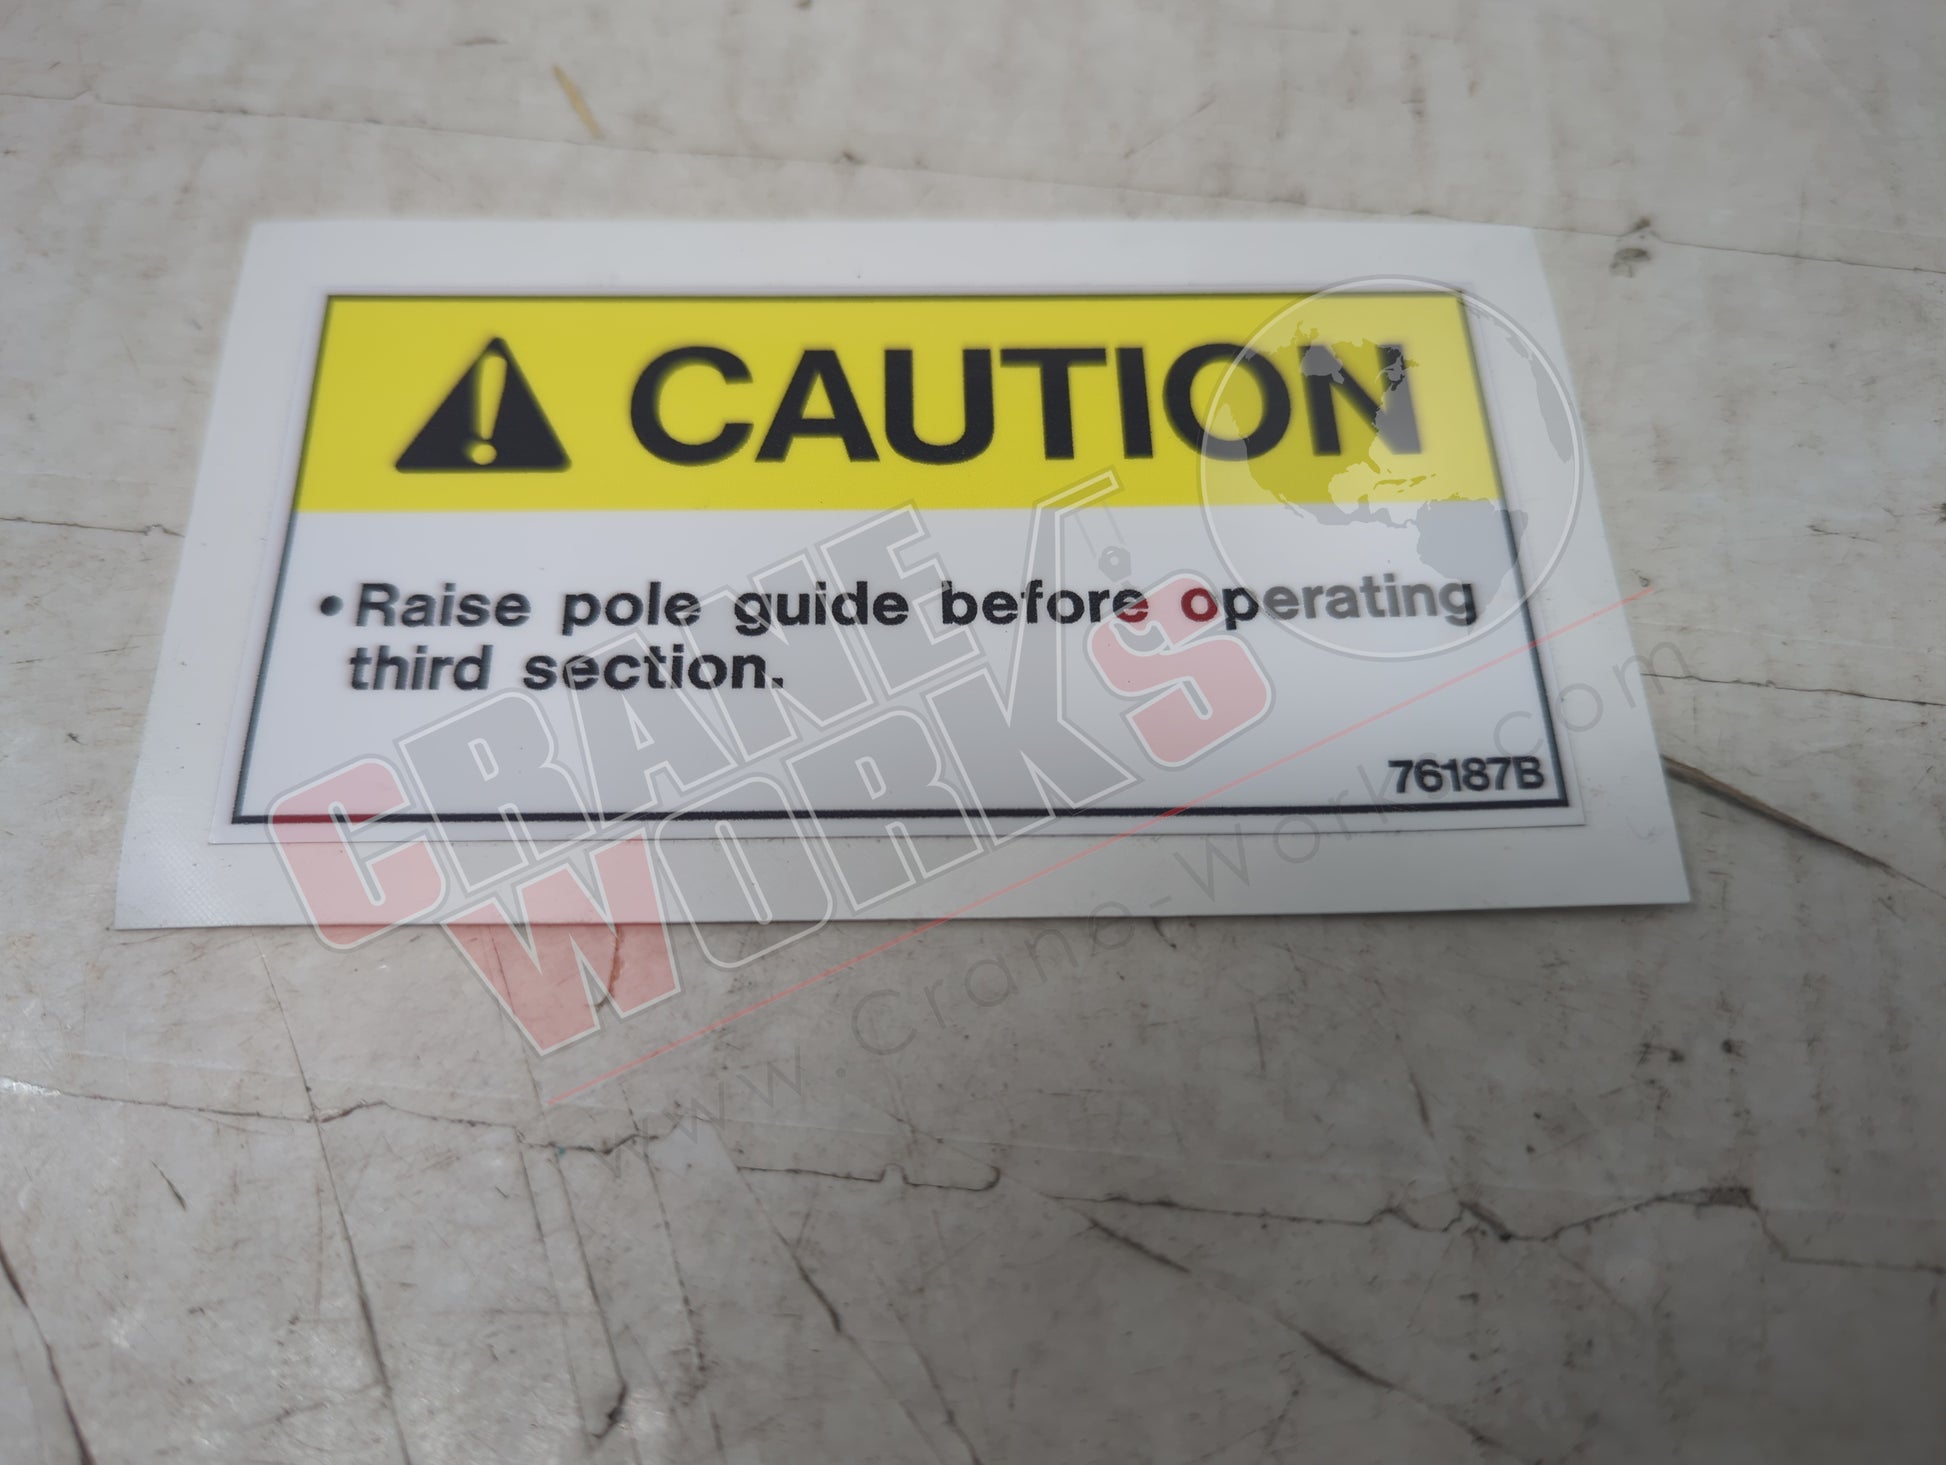 CAUTION
•Raise pole guide before operating
third section.
76187B
CRANE
WORKS
www.Crane-Works.com